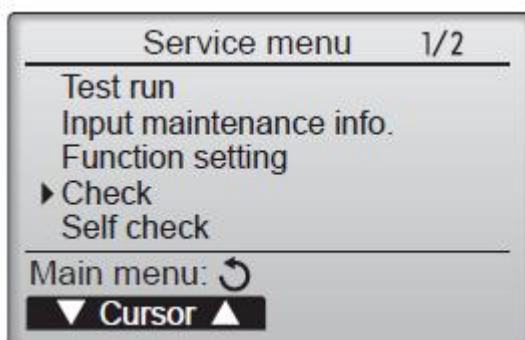 Service menu 1/2
Test run
Input maintenance info.
Function setting
Check
Self check
Main menu:
Cursor